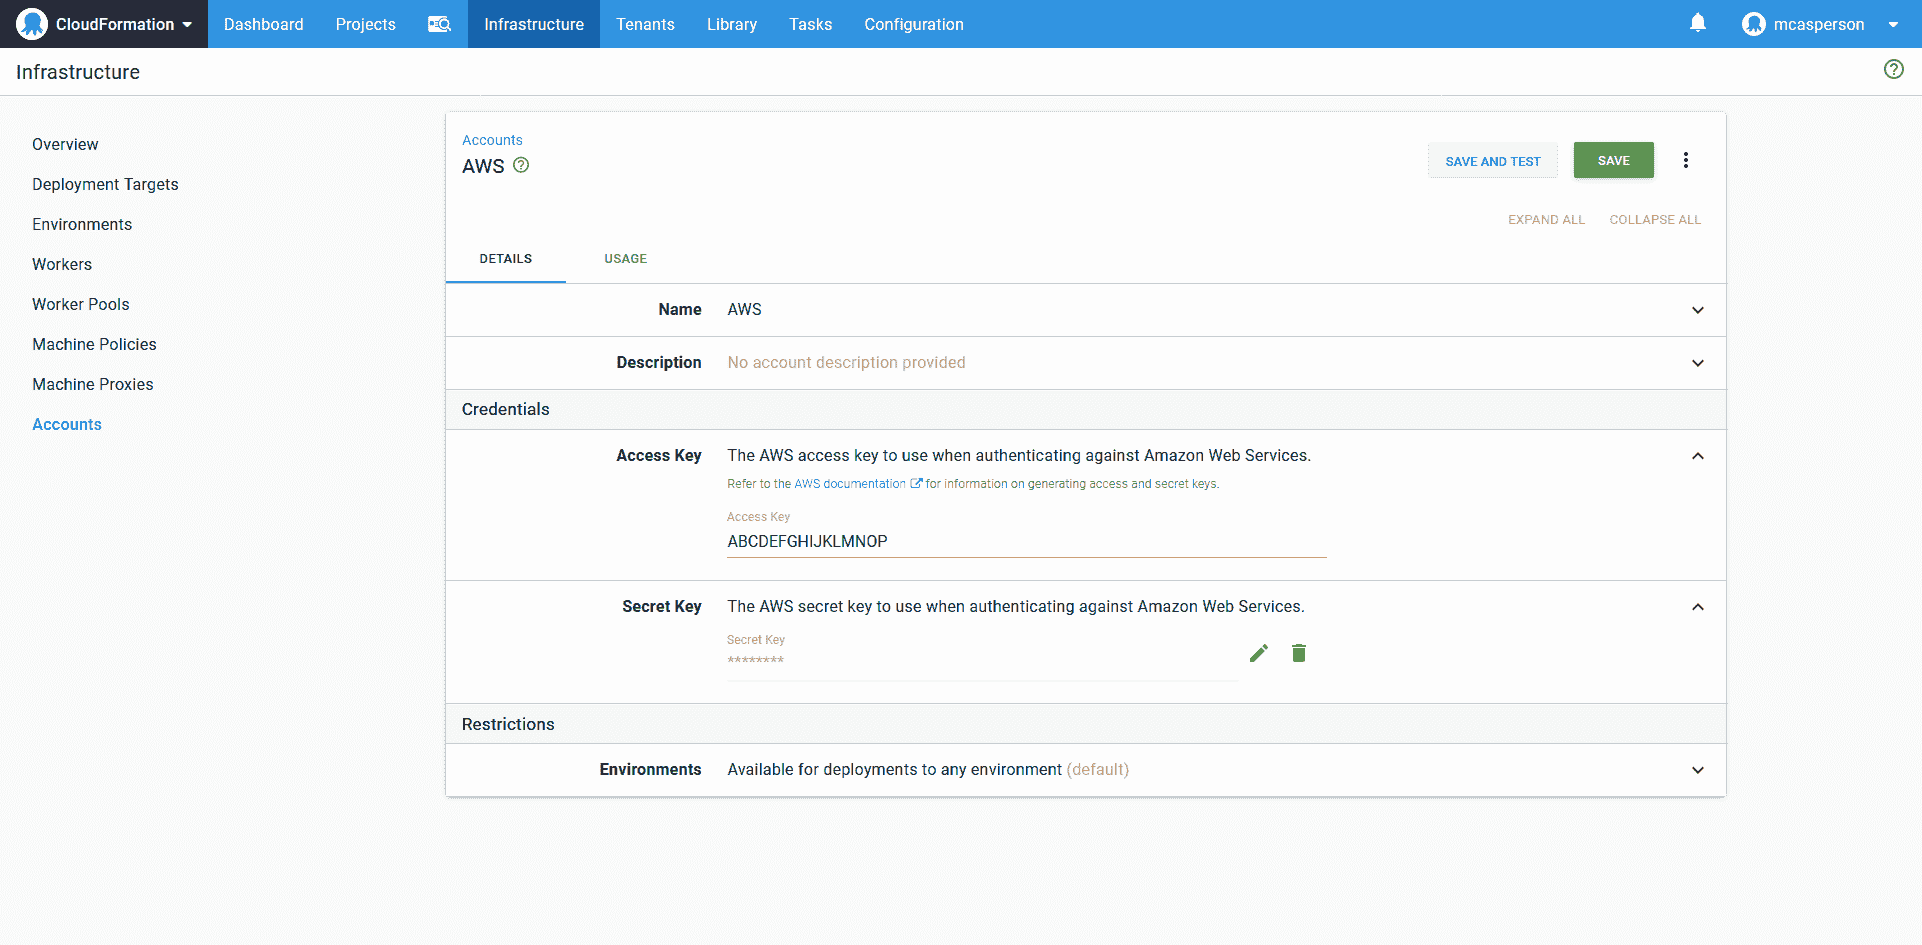 CloudFormation Dashboard Projects Infrastructure Tenants Library Tasks Configuration mcasperson
Infrastructure
Overview
Deployment Targets
Environments
Workers
Worker Pools
Machine Policies
Machine Proxies
Accounts
Accounts
AWS
SAVE AND TEST SAVE
EXPAND ALL COLLAPSE ALL
DETAILS USAGE
Name AWS
Description No account description provided
Credentials
Access Key The AWS access key to use when authenticating against Amazon Web Services.
Refer to the AWS documentation for information on generating access and secret keys.
Access Key
ABCDEFGHIJKLMNOP
Secret Key The AWS secret key to use when authenticating against Amazon Web Services.
Secret Key
********
Restrictions
Environments Available for deployments to any environment (default)